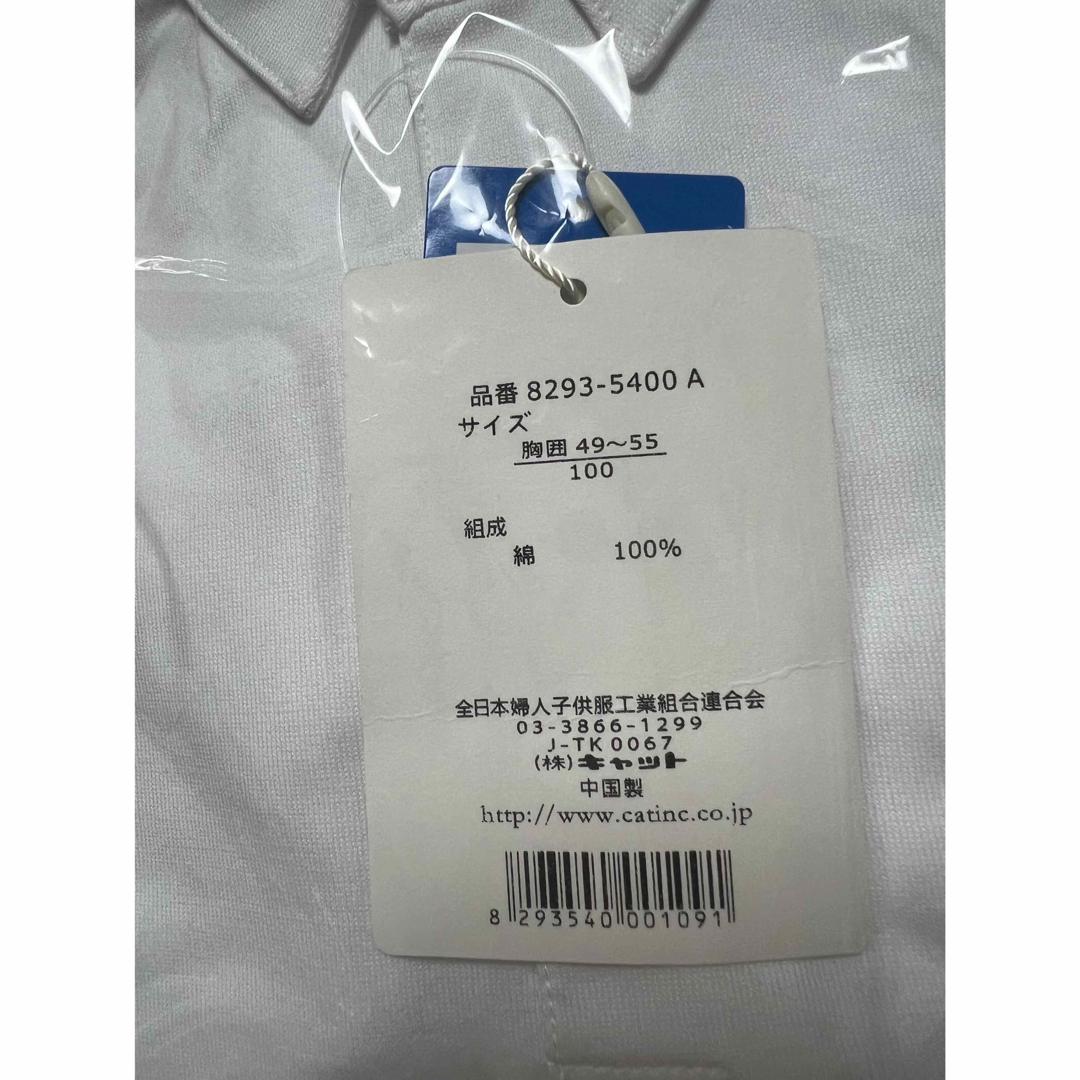 品番 8293-5400 A
サイズ
胸囲 49～55
100
組成
綿 100%
全日本婦人子供服工業組合連合会
03-3866-1299
J-TK0067
(株)キャット
中国製
http://www.catinc.co.jp
8 293540 001091